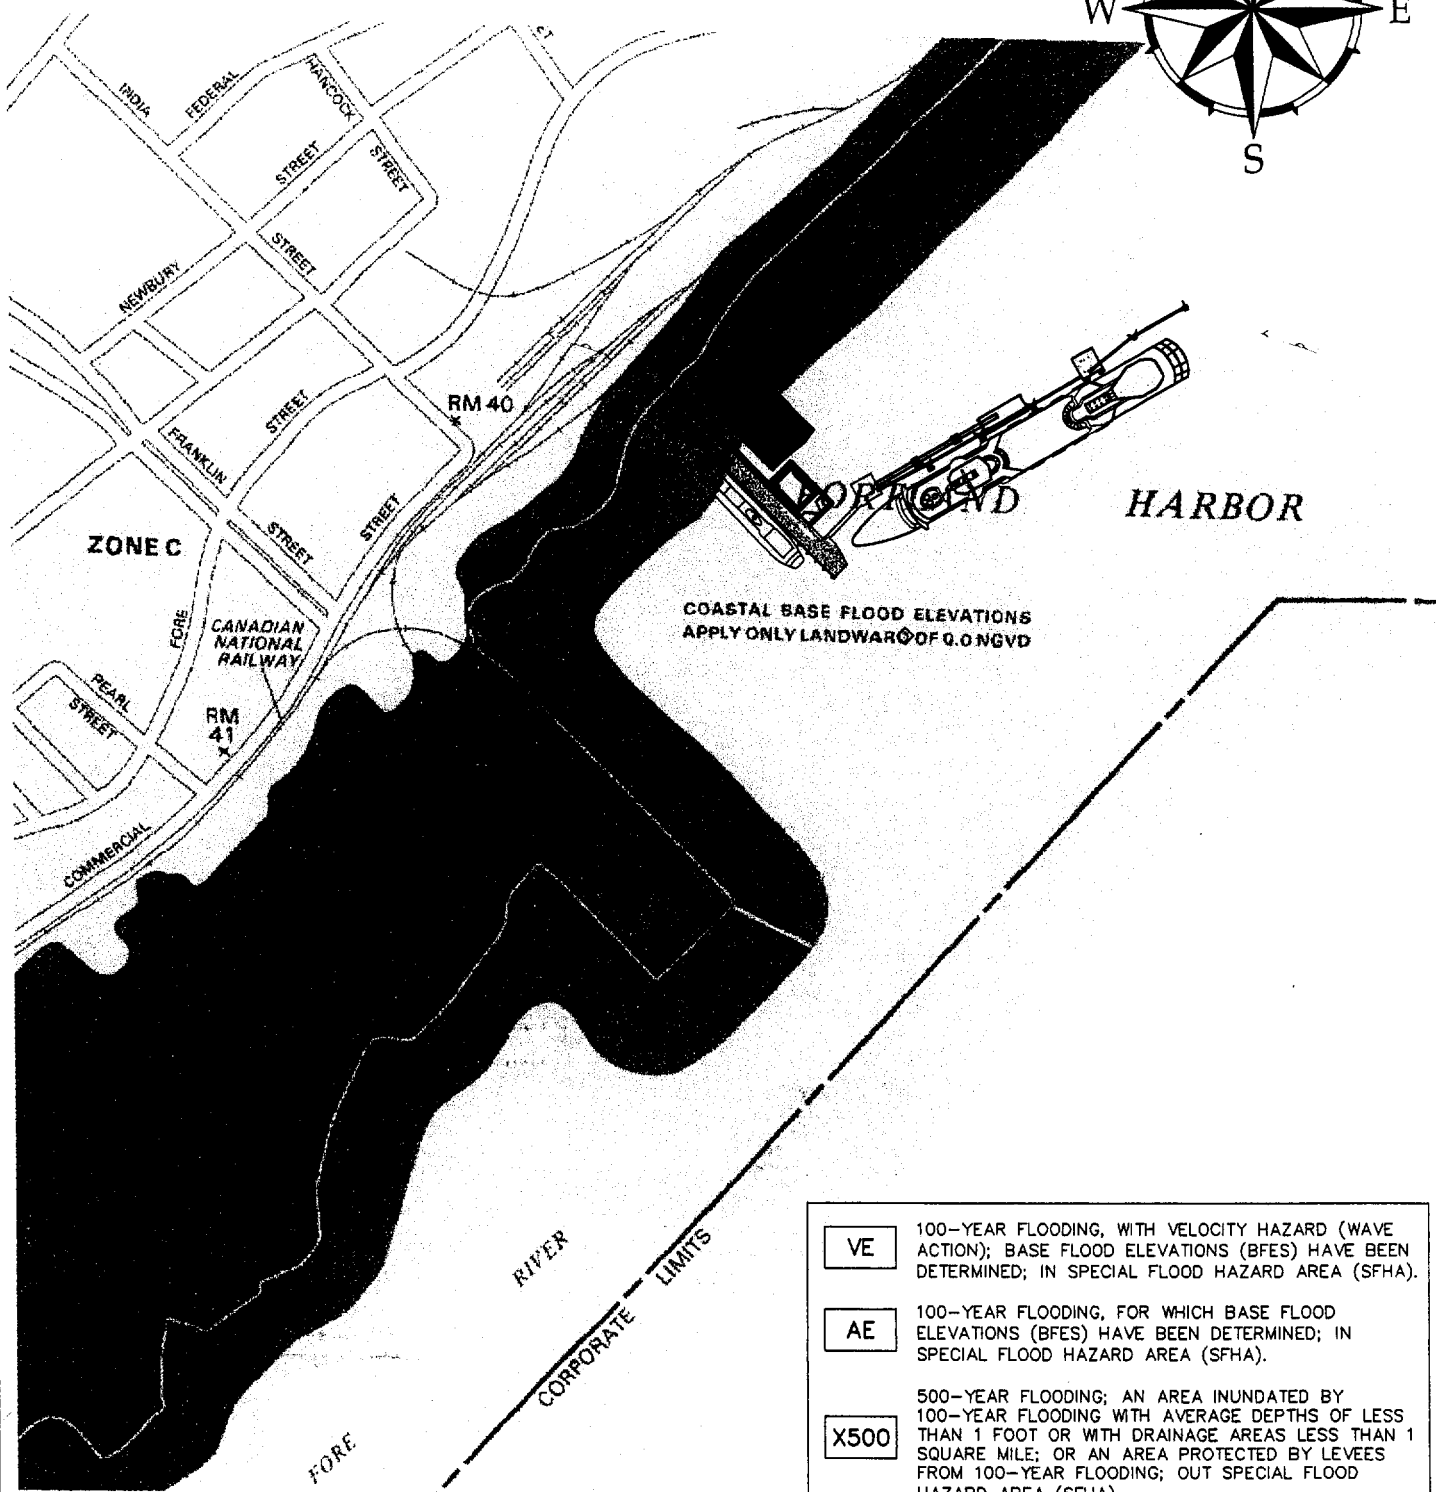 W
E
S
ST
INDIA
FEDERAL
HANCOCK
STREET
STREET
STREET
NEWBURY
RM 40
STREET
FRANKLIN
PORTLAND HARBOR
STREET
STREET
ZONE C
COASTAL BASE FLOOD ELEVATIONS
APPLY ONLY LANDWARD OF 0.0 NGVD
FORE
CANADIAN
NATIONAL
RAILWAY
PEARL
STREET
RM
41
COMMERCIAL
RIVER
LIMITS
CORPORATE
FORE
VE
100-YEAR FLOODING, WITH VELOCITY HAZARD (WAVE
ACTION); BASE FLOOD ELEVATIONS (BFES) HAVE BEEN
DETERMINED; IN SPECIAL FLOOD HAZARD AREA (SFHA).
AE
100-YEAR FLOODING, FOR WHICH BASE FLOOD
ELEVATIONS (BFES) HAVE BEEN DETERMINED; IN
SPECIAL FLOOD HAZARD AREA (SFHA).
X500
500-YEAR FLOODING; AN AREA INUNDATED BY
100-YEAR FLOODING WITH AVERAGE DEPTHS OF LESS
THAN 1 FOOT OR WITH DRAINAGE AREAS LESS THAN 1
SQUARE MILE; OR AN AREA PROTECTED BY LEVEES
FROM 100-YEAR FLOODING; OUT SPECIAL FLOOD
HAZARD AREA (SFHA)